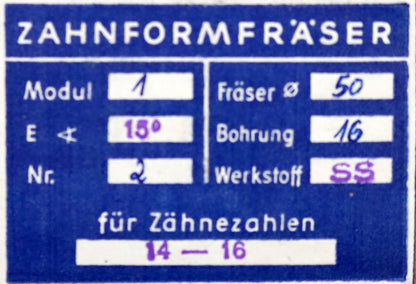 ZAHNFORMFRÄSER
Modul 1 Fräser Ø 50
E ∢ 15° Bohrung 16
Nr. 2 Werkstoff SS
für Zähnezahlen
14 — 16